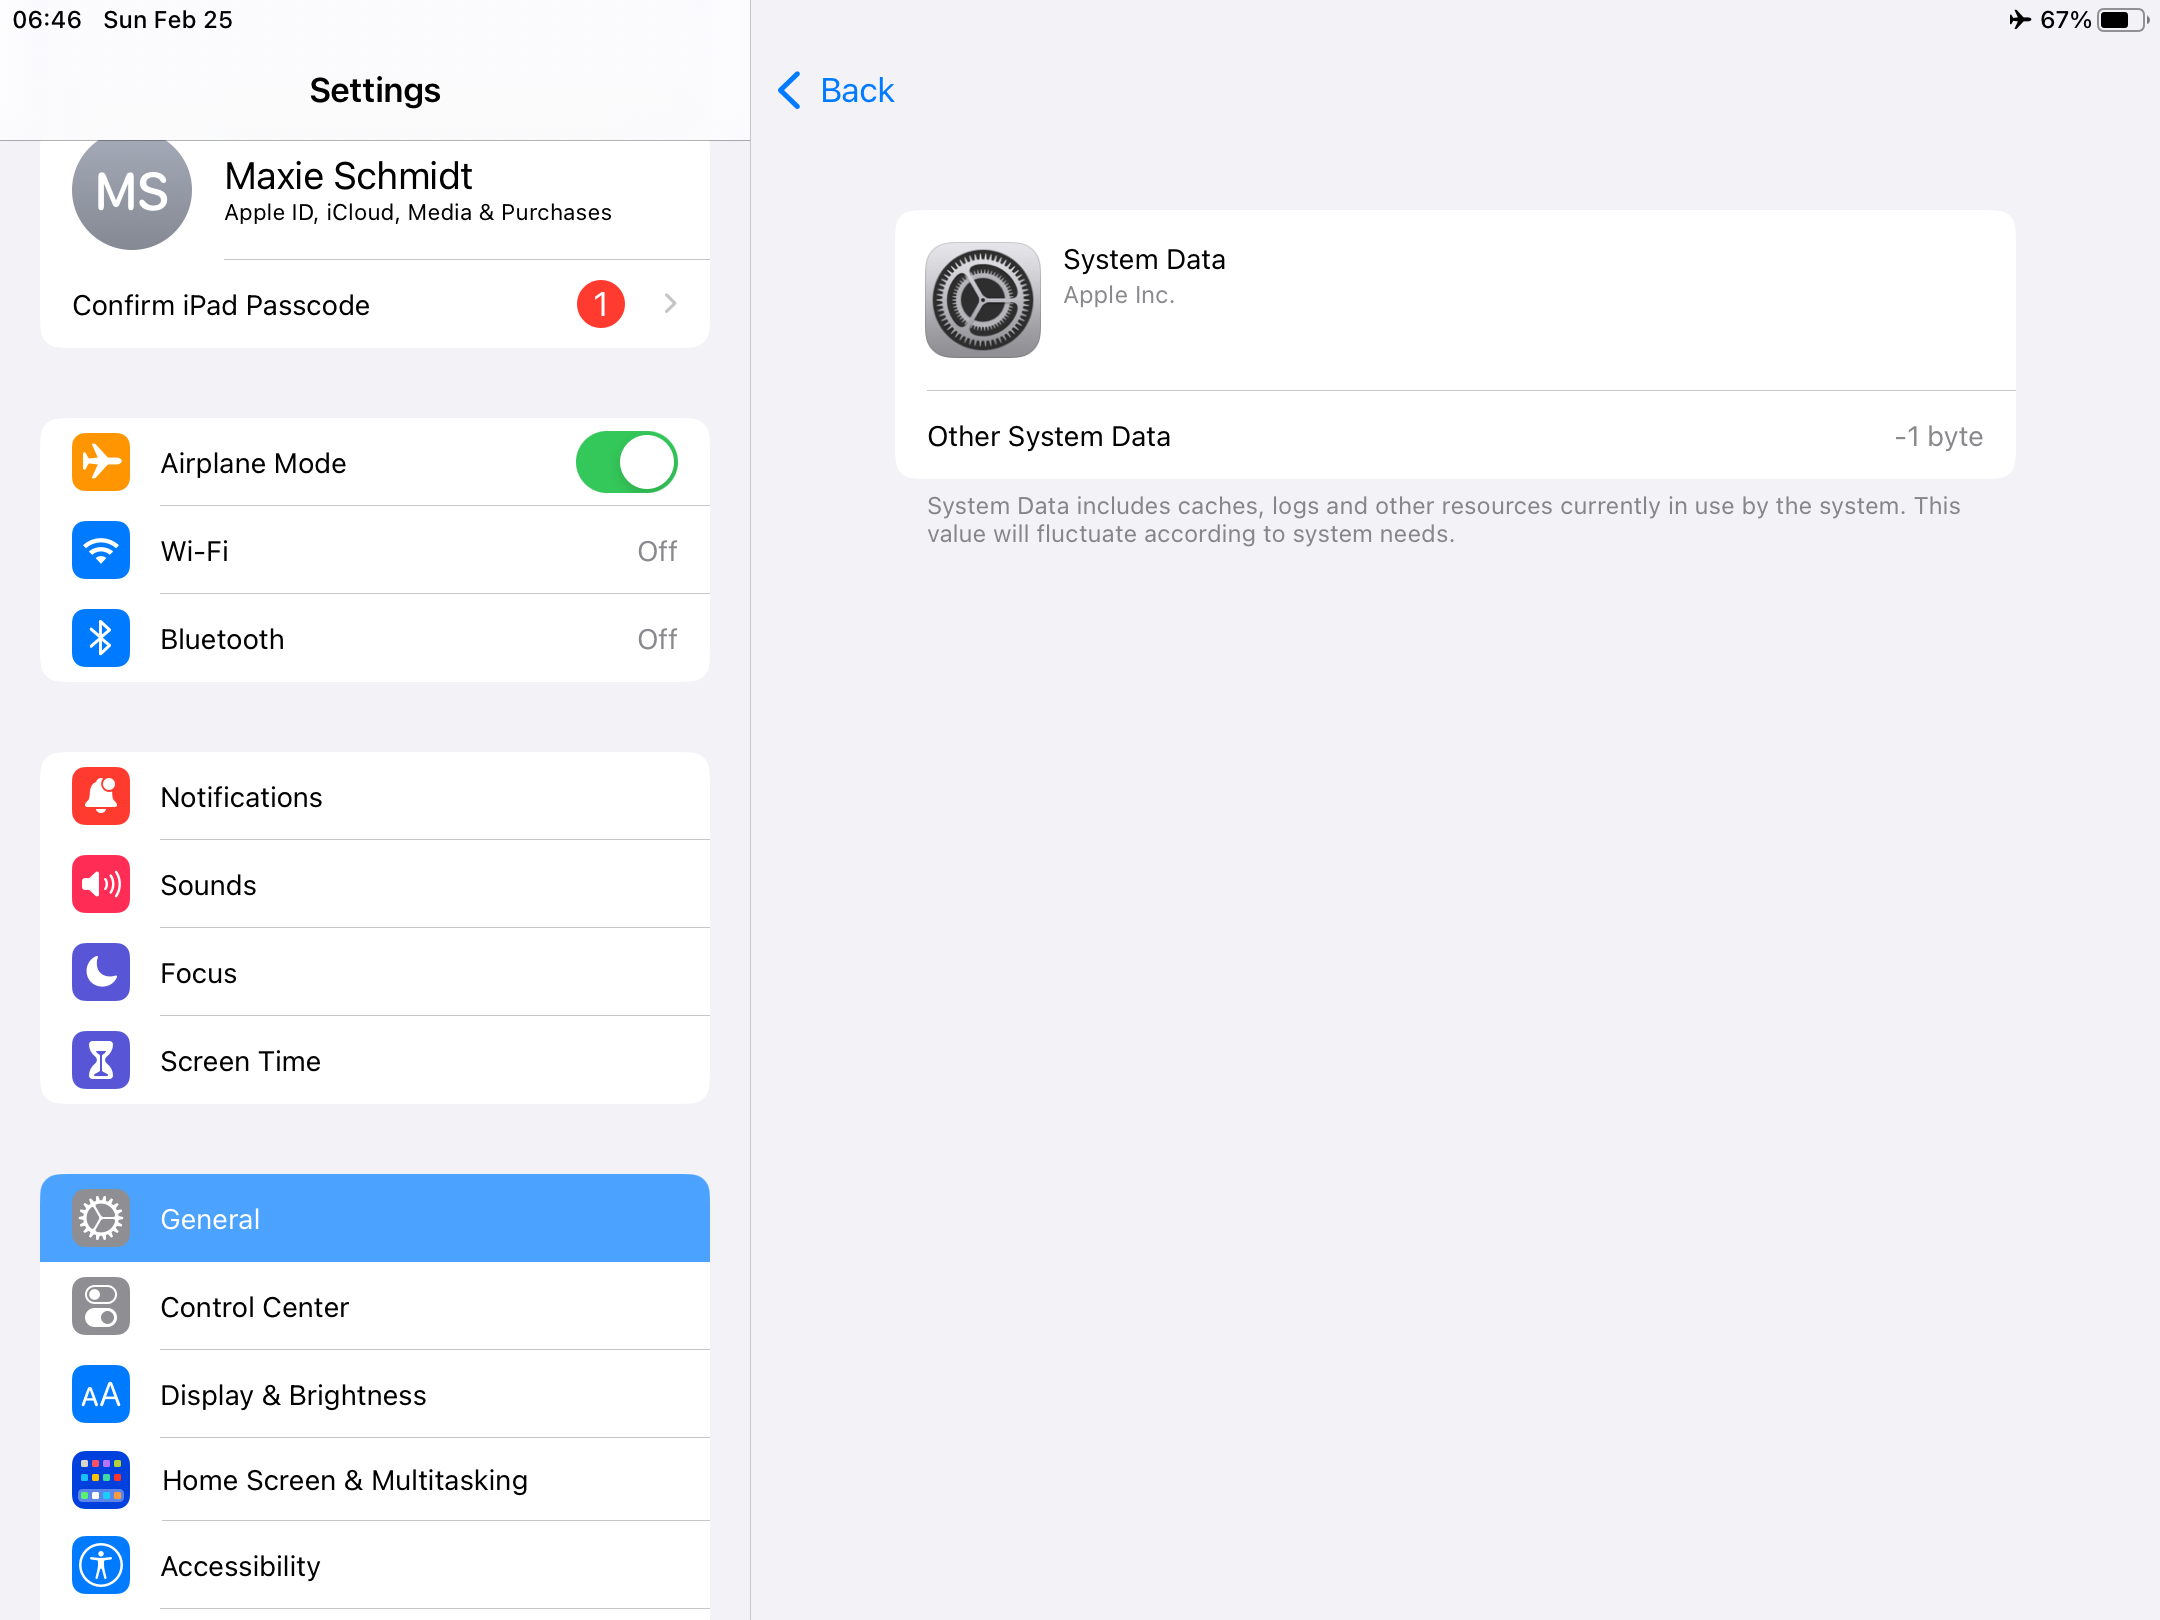 06:46 Sun Feb 25
67%
Settings
Back
MS
Maxie Schmidt
Apple ID, iCloud, Media & Purchases
Confirm iPad Passcode 1
Airplane Mode
Wi-Fi Off
Bluetooth Off
Notifications
Sounds
Focus
Screen Time
General
Control Center
AA
Display & Brightness
Home Screen & Multitasking
Accessibility
System Data
Apple Inc.
Other System Data -1 byte
System Data includes caches, logs and other resources currently in use by the system. This
value will fluctuate according to system needs.